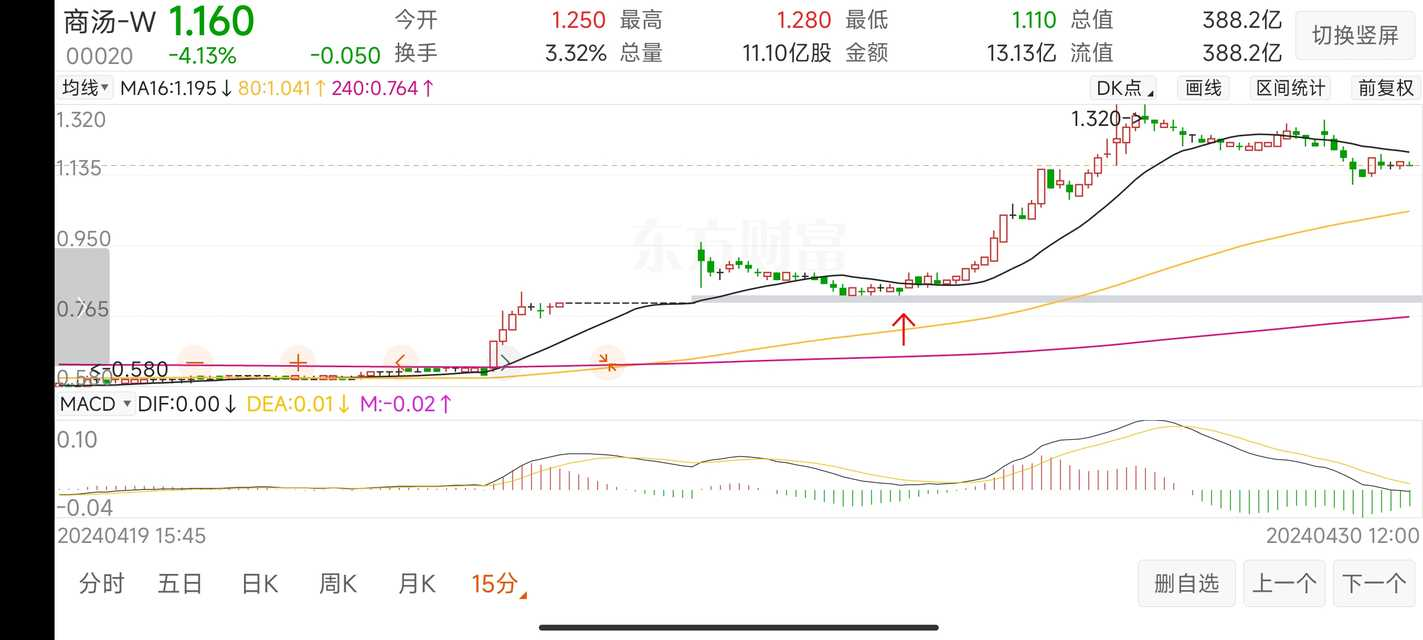 商汤-W 1.160 今开 1.250 最高 1.280 最低 1.110 总值 388.2亿 切换竖屏
00020 -4.13% -0.050 换手 3.32% 总量 11.10亿股 金额 13.13亿 流值 388.2亿
均线 MA16:1.195↓ 80:1.041↑ 240:0.764↑ DK点 画线 区间统计 前复权
1.320
1.320
1.135
东方财富
0.950
0.765
0.580
0.580
MACD DIF:0.00↓ DEA:0.01↓ M:-0.02↑
0.10
-0.04
20240419 15:45 20240430 12:00
分时 五日 日K 周K 月K 15分 删自选 上一个 下一个